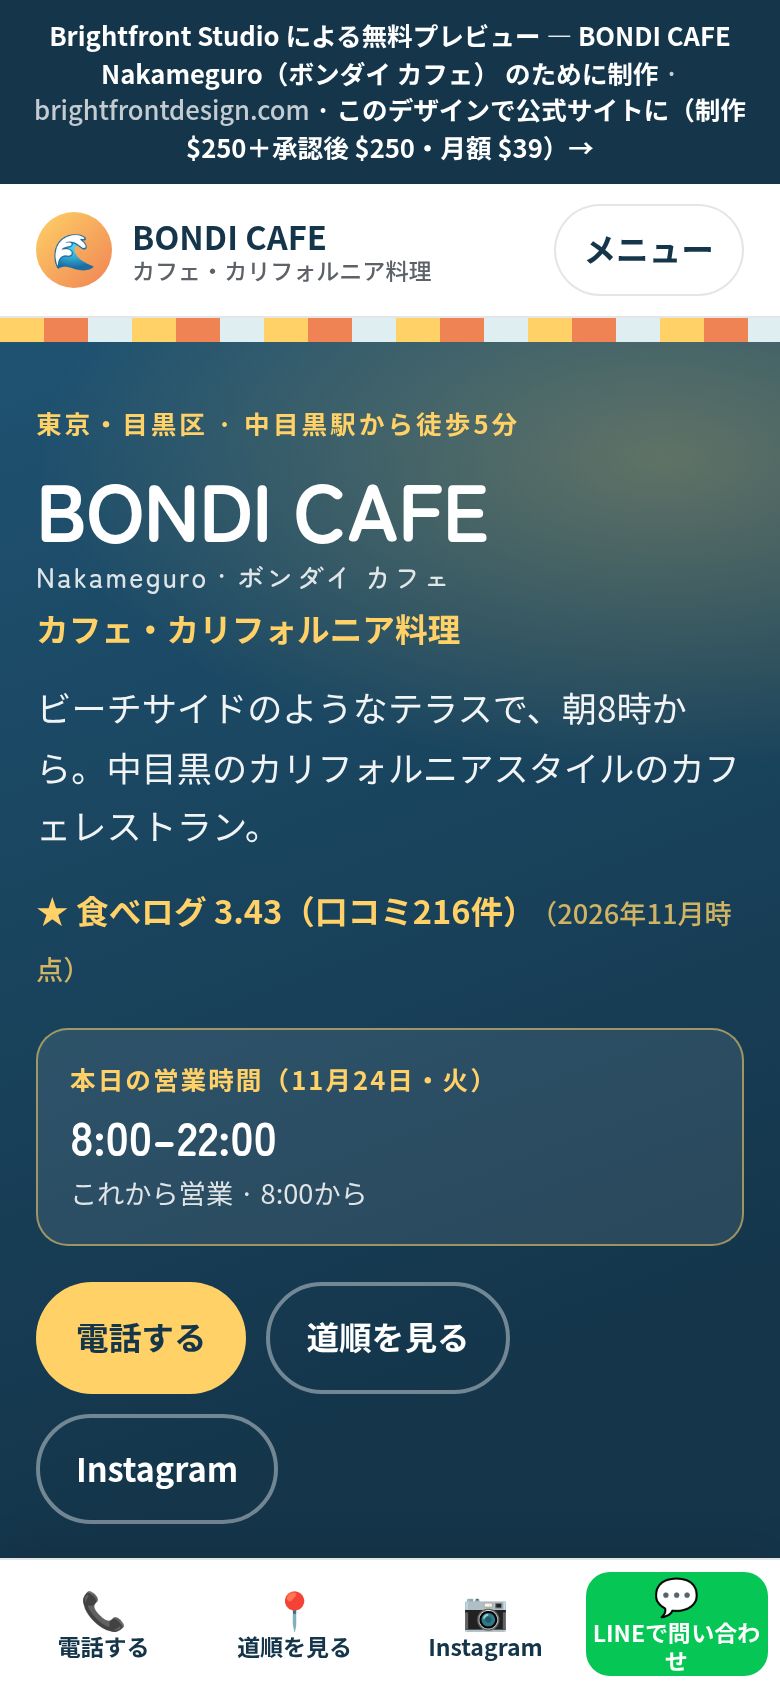 Brightfront Studio による無料プレビュー — BONDI CAFE
Nakameguro（ボンダイ カフェ） のために制作 ·
brightfrontdesign.com · このデザインで公式サイトに（制作
$250＋承認後 $250・月額 $39）→
BONDI CAFE
カフェ・カリフォルニア料理
メニュー
東京・目黒区 · 中目黒駅から徒歩5分
BONDI CAFE
Nakameguro · ボンダイ カフェ
カフェ・カリフォルニア料理
ビーチサイドのようなテラスで、朝8時か
ら。中目黒のカリフォルニアスタイルのカフ
ェレストラン。
★ 食べログ 3.43（口コミ216件）（2026年11月時
点）
本日の営業時間（11月24日・火）
8:00–22:00
これから営業 · 8:00から
電話する
道順を見る
Instagram
電話する
道順を見る
Instagram
LINEで問い合わ
せ